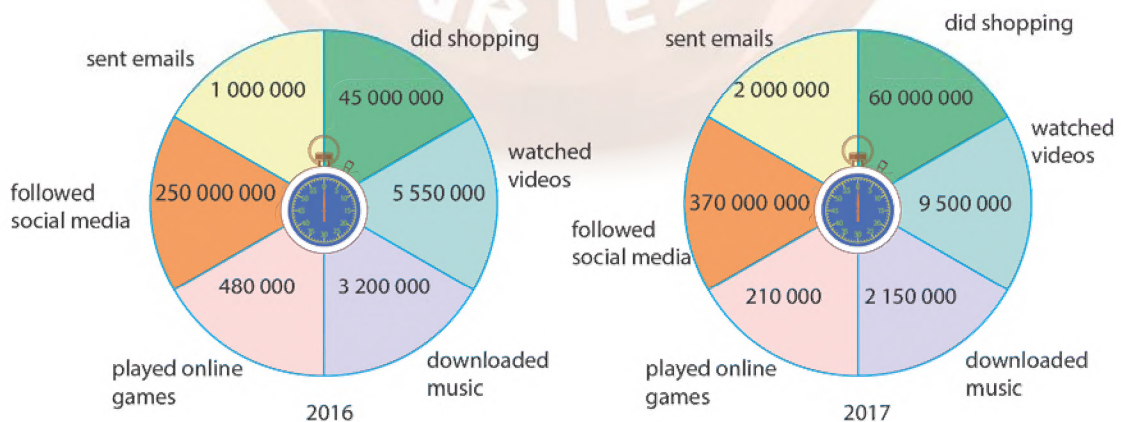 sent emails
did shopping
1 000 000
45 000 000
watched
videos
followed
social media
250 000 000
5 550 000
480 000
3 200 000
played online
games
downloaded
music
2016
sent emails
did shopping
2 000 000
60 000 000
watched
videos
followed
social media
370 000 000
9 500 000
210 000
2 150 000
played online
games
downloaded
music
2017